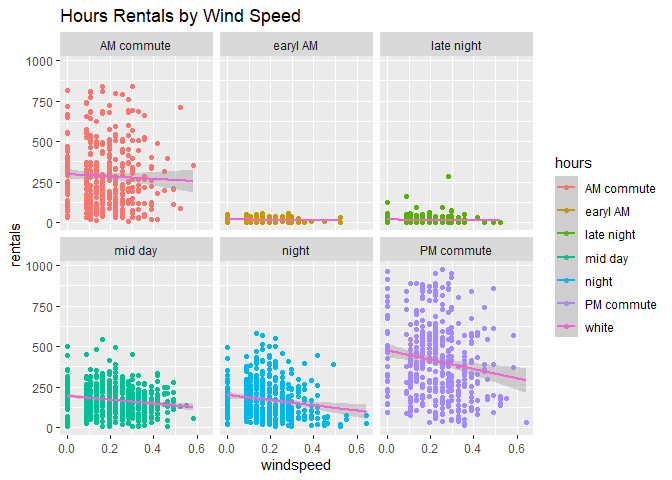 Hours Rentals by Wind Speed
AM commute
earyl AM
late night
1000
750
500
250
0
mid day
night
PM commute
1000
750
500
250
0
rentals
0.0 0.2 0.4 0.6
0.0 0.2 0.4 0.6
0.0 0.2 0.4 0.6
windspeed
hours
AM commute
earyl AM
late night
mid day
night
PM commute
white